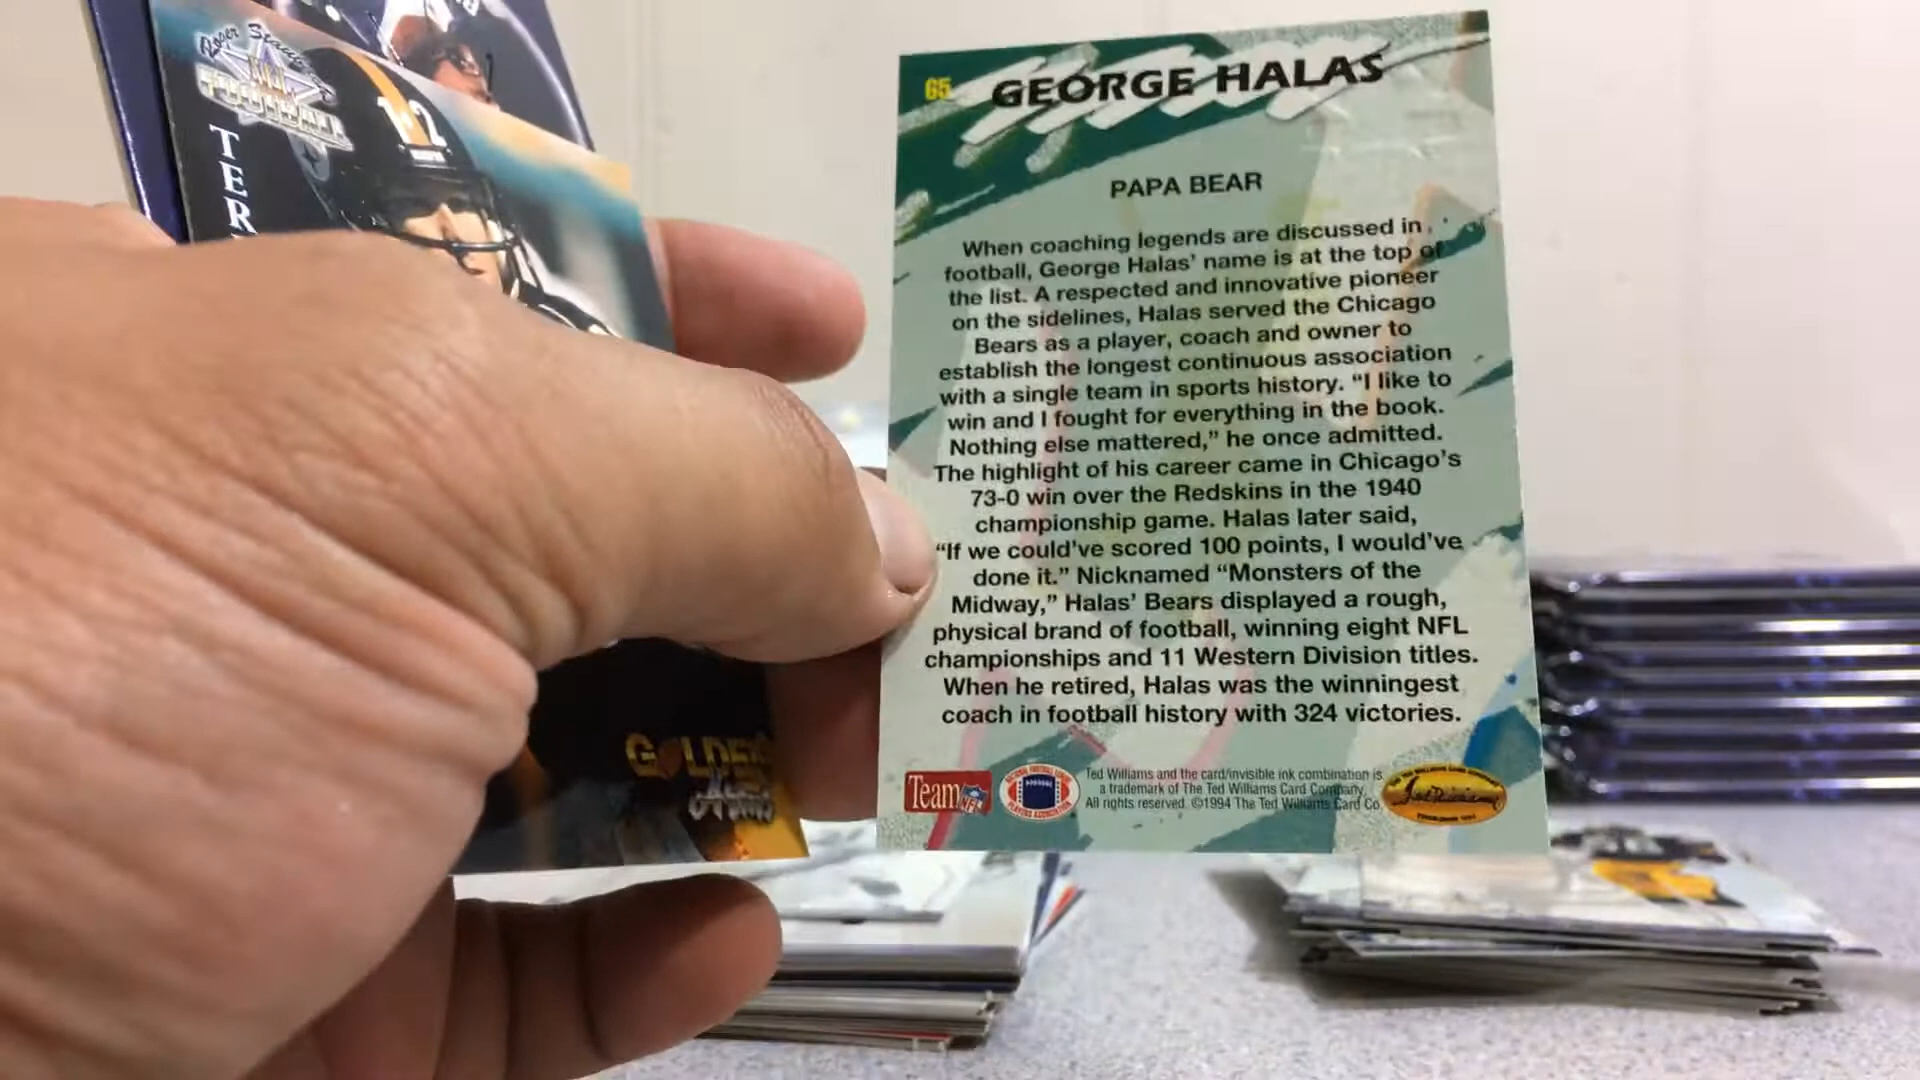 Roger Staubach's
NFL
FOOTBALL
TER
12
GOLDEN
Arms
65
GEORGE HALAS
PAPA BEAR
When coaching legends are discussed in
football, George Halas' name is at the top of
the list. A respected and innovative pioneer
on the sidelines, Halas served the Chicago
Bears as a player, coach and owner to
establish the longest continuous association
with a single team in sports history. “I like to
win and I fought for everything in the book.
Nothing else mattered,” he once admitted.
The highlight of his career came in Chicago's
73-0 win over the Redskins in the 1940
championship game. Halas later said,
“If we could've scored 100 points, I would've
done it.” Nicknamed “Monsters of the
Midway,” Halas' Bears displayed a rough,
physical brand of football, winning eight NFL
championships and 11 Western Division titles.
When he retired, Halas was the winningest
coach in football history with 324 victories.
Team NFL
Ted Williams and the card/invisible ink combination is
a trademark of The Ted Williams Card Company.
All rights reserved. ©1994 The Ted Williams Card Co.
Ted Williams